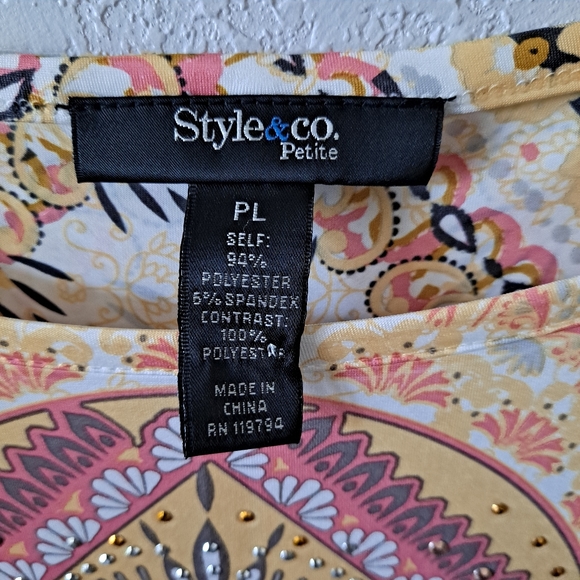 Style&co.
Petite
PL
SELF:
94%
POLYESTER
6% SPANDEX
CONTRAST:
100%
POLYESTER
MADE IN
CHINA
RN 119794